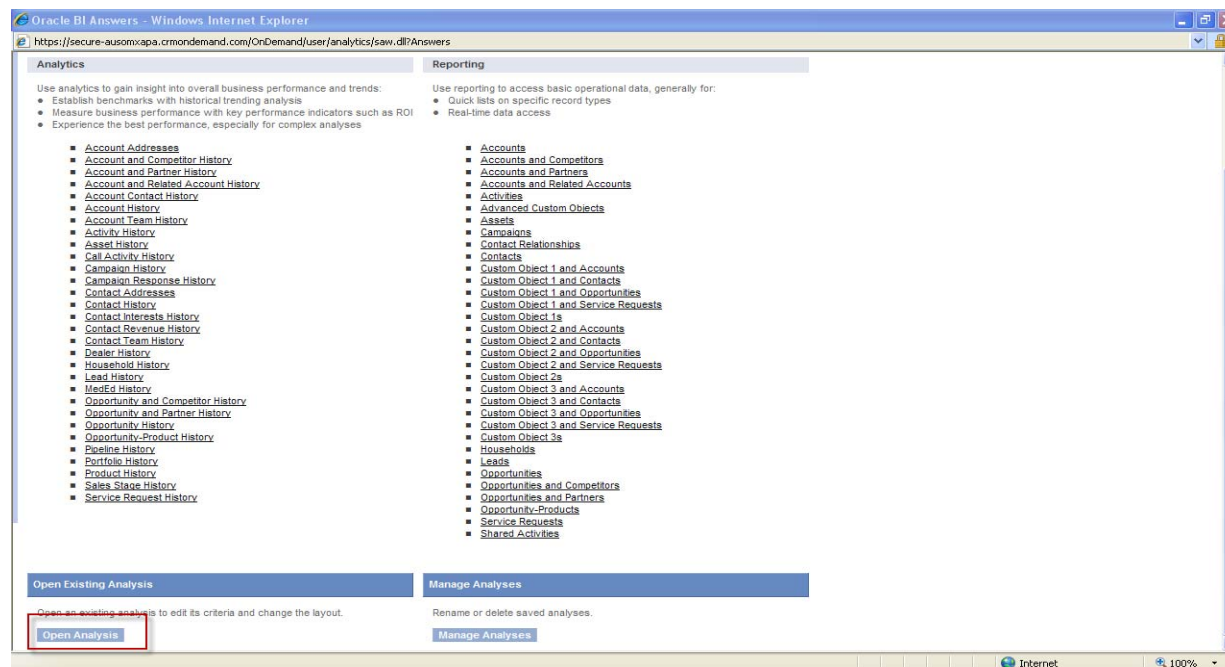 Oracle BI Answers - Windows Internet Explorer
https://secure-ausomxapa.crmondemand.com/OnDemand/user/analytics/saw.dll?Answers
Analytics
Use analytics to gain insight into overall business performance and trends:
Establish benchmarks with historical trending analysis
Measure business performance with key performance indicators such as ROI
Experience the best performance, especially for complex analyses
Account Addresses
Account and Competitor History
Account and Partner History
Account and Related Account History
Account Contact History
Account History
Account Team History
Activity History
Asset History
Call Activity History
Campaign History
Campaign Response History
Contact Addresses
Contact History
Contact Interests History
Contact Revenue History
Contact Team History
Dealer History
Household History
Lead History
MedEd History
Opportunity and Competitor History
Opportunity and Partner History
Opportunity History
Opportunity-Product History
Pipeline History
Portfolio History
Product History
Sales Stage History
Service Request History
Reporting
Use reporting to access basic operational data, generally for:
Quick lists on specific record types
Real-time data access
Accounts
Accounts and Competitors
Accounts and Partners
Accounts and Related Accounts
Activities
Advanced Custom Objects
Assets
Campaigns
Contact Relationships
Contacts
Custom Object 1 and Accounts
Custom Object 1 and Contacts
Custom Object 1 and Opportunities
Custom Object 1 and Service Requests
Custom Object 1s
Custom Object 2 and Accounts
Custom Object 2 and Contacts
Custom Object 2 and Opportunities
Custom Object 2 and Service Requests
Custom Object 2s
Custom Object 3 and Accounts
Custom Object 3 and Contacts
Custom Object 3 and Opportunities
Custom Object 3 and Service Requests
Custom Object 3s
Households
Leads
Opportunities
Opportunities and Competitors
Opportunities and Partners
Opportunity-Products
Service Requests
Shared Activities
Open Existing Analysis
Open an existing analysis to edit its criteria and change the layout.
Open Analysis
Manage Analyses
Rename or delete saved analyses.
Manage Analyses
Internet
100%